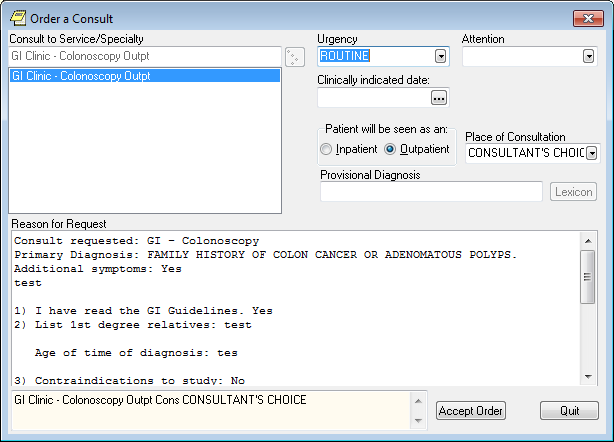 Order a Consult
Consult to Service/Specialty
GI Clinic - Colonoscopy Outpt
GI Clinic - Colonoscopy Outpt
Urgency
ROUTINE
Attention
Clinically indicated date:
...
Patient will be seen as an:
Inpatient
Outpatient
Place of Consultation
CONSULTANT'S CHOIC
Provisional Diagnosis
Lexicon
Reason for Request
Consult requested: GI - Colonoscopy
Primary Diagnosis: FAMILY HISTORY OF COLON CANCER OR ADENOMATOUS POLYPS.
Additional symptoms: Yes
test
1) I have read the GI Guidelines. Yes
2) List 1st degree relatives: test
Age of time of diagnosis: tes
3) Contraindications to study: No
GI Clinic - Colonoscopy Outpt Cons CONSULTANT'S CHOICE
Accept Order
Quit